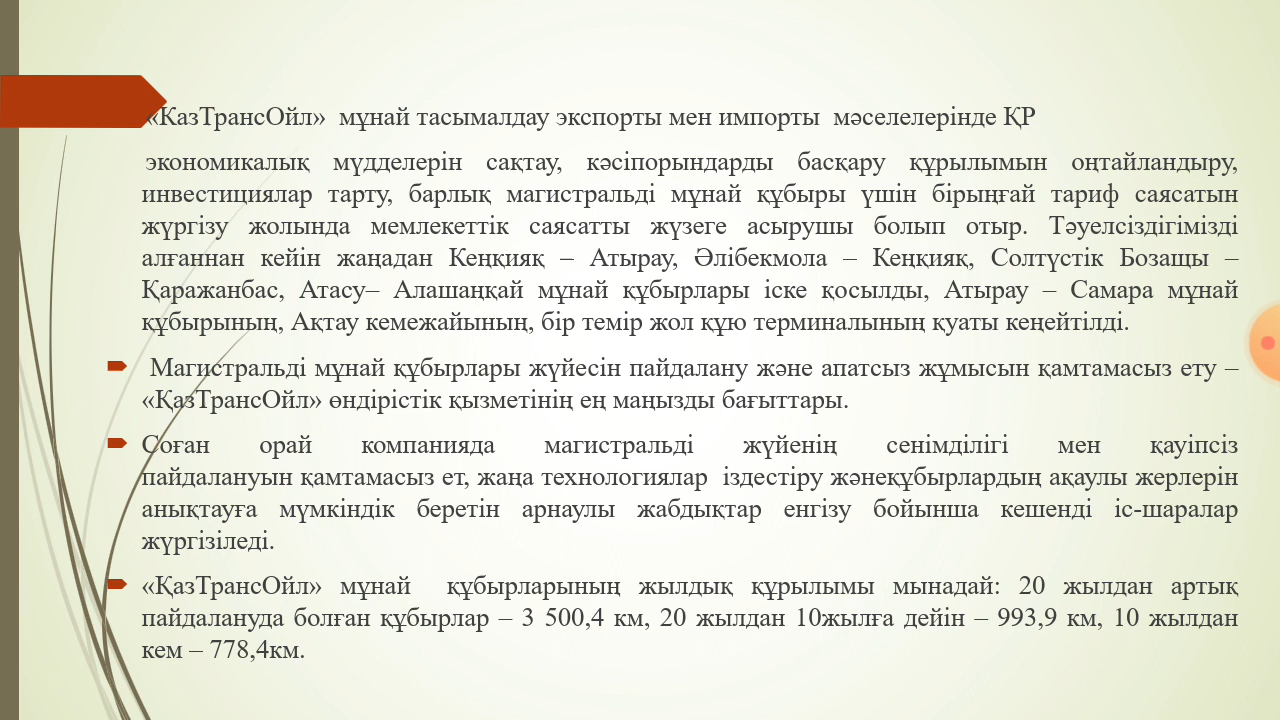 «КазТрансОйл»  мұнай тасымалдау экспорты мен импорты  мәселелерінде ҚР
экономикалық мүдделерін сақтау, кәсіпорындарды басқару құрылымын оңтайландыру,
инвестициялар тарту, барлық магистральді мұнай құбыры үшін бірыңғай тариф саясатын
жүргізу жолында мемлекеттік саясатты жүзеге асырушы болып отыр. Тәуелсіздігімізді
алғаннан кейін жаңадан Кеңқияқ – Атырау, Әлібекмола – Кеңқияқ, Солтүстік Бозащы –
Қаражанбас, Атасу– Алашаңқай мұнай құбырлары іске қосылды, Атырау – Самара мұнай
құбырының, Ақтау кемежайының, бір темір жол құю терминалының қуаты кеңейтілді.
Магистральді мұнай құбырлары жүйесін пайдалану және апатсыз жұмысын қамтамасыз ету –
«ҚазТрансОйл» өндірістік қызметінің ең маңызды бағыттары.
Соған орай компанияда магистральді жүйенің сенімділігі мен қауіпсіз
пайдалануын қамтамасыз ет, жаңа технологиялар  іздестіру жәнеқұбырлардың ақаулы жерлерін
анықтауға мүмкіндік беретін арнаулы жабдықтар енгізу бойынша кешенді іс-шаралар
жүргізіледі.
«ҚазТрансОйл» мұнай  құбырларының жылдық құрылымы мынадай: 20 жылдан артық
пайдалануда болған құбырлар – 3 500,4 км, 20 жылдан 10жылға дейін – 993,9 км, 10 жылдан
кем – 778,4км.